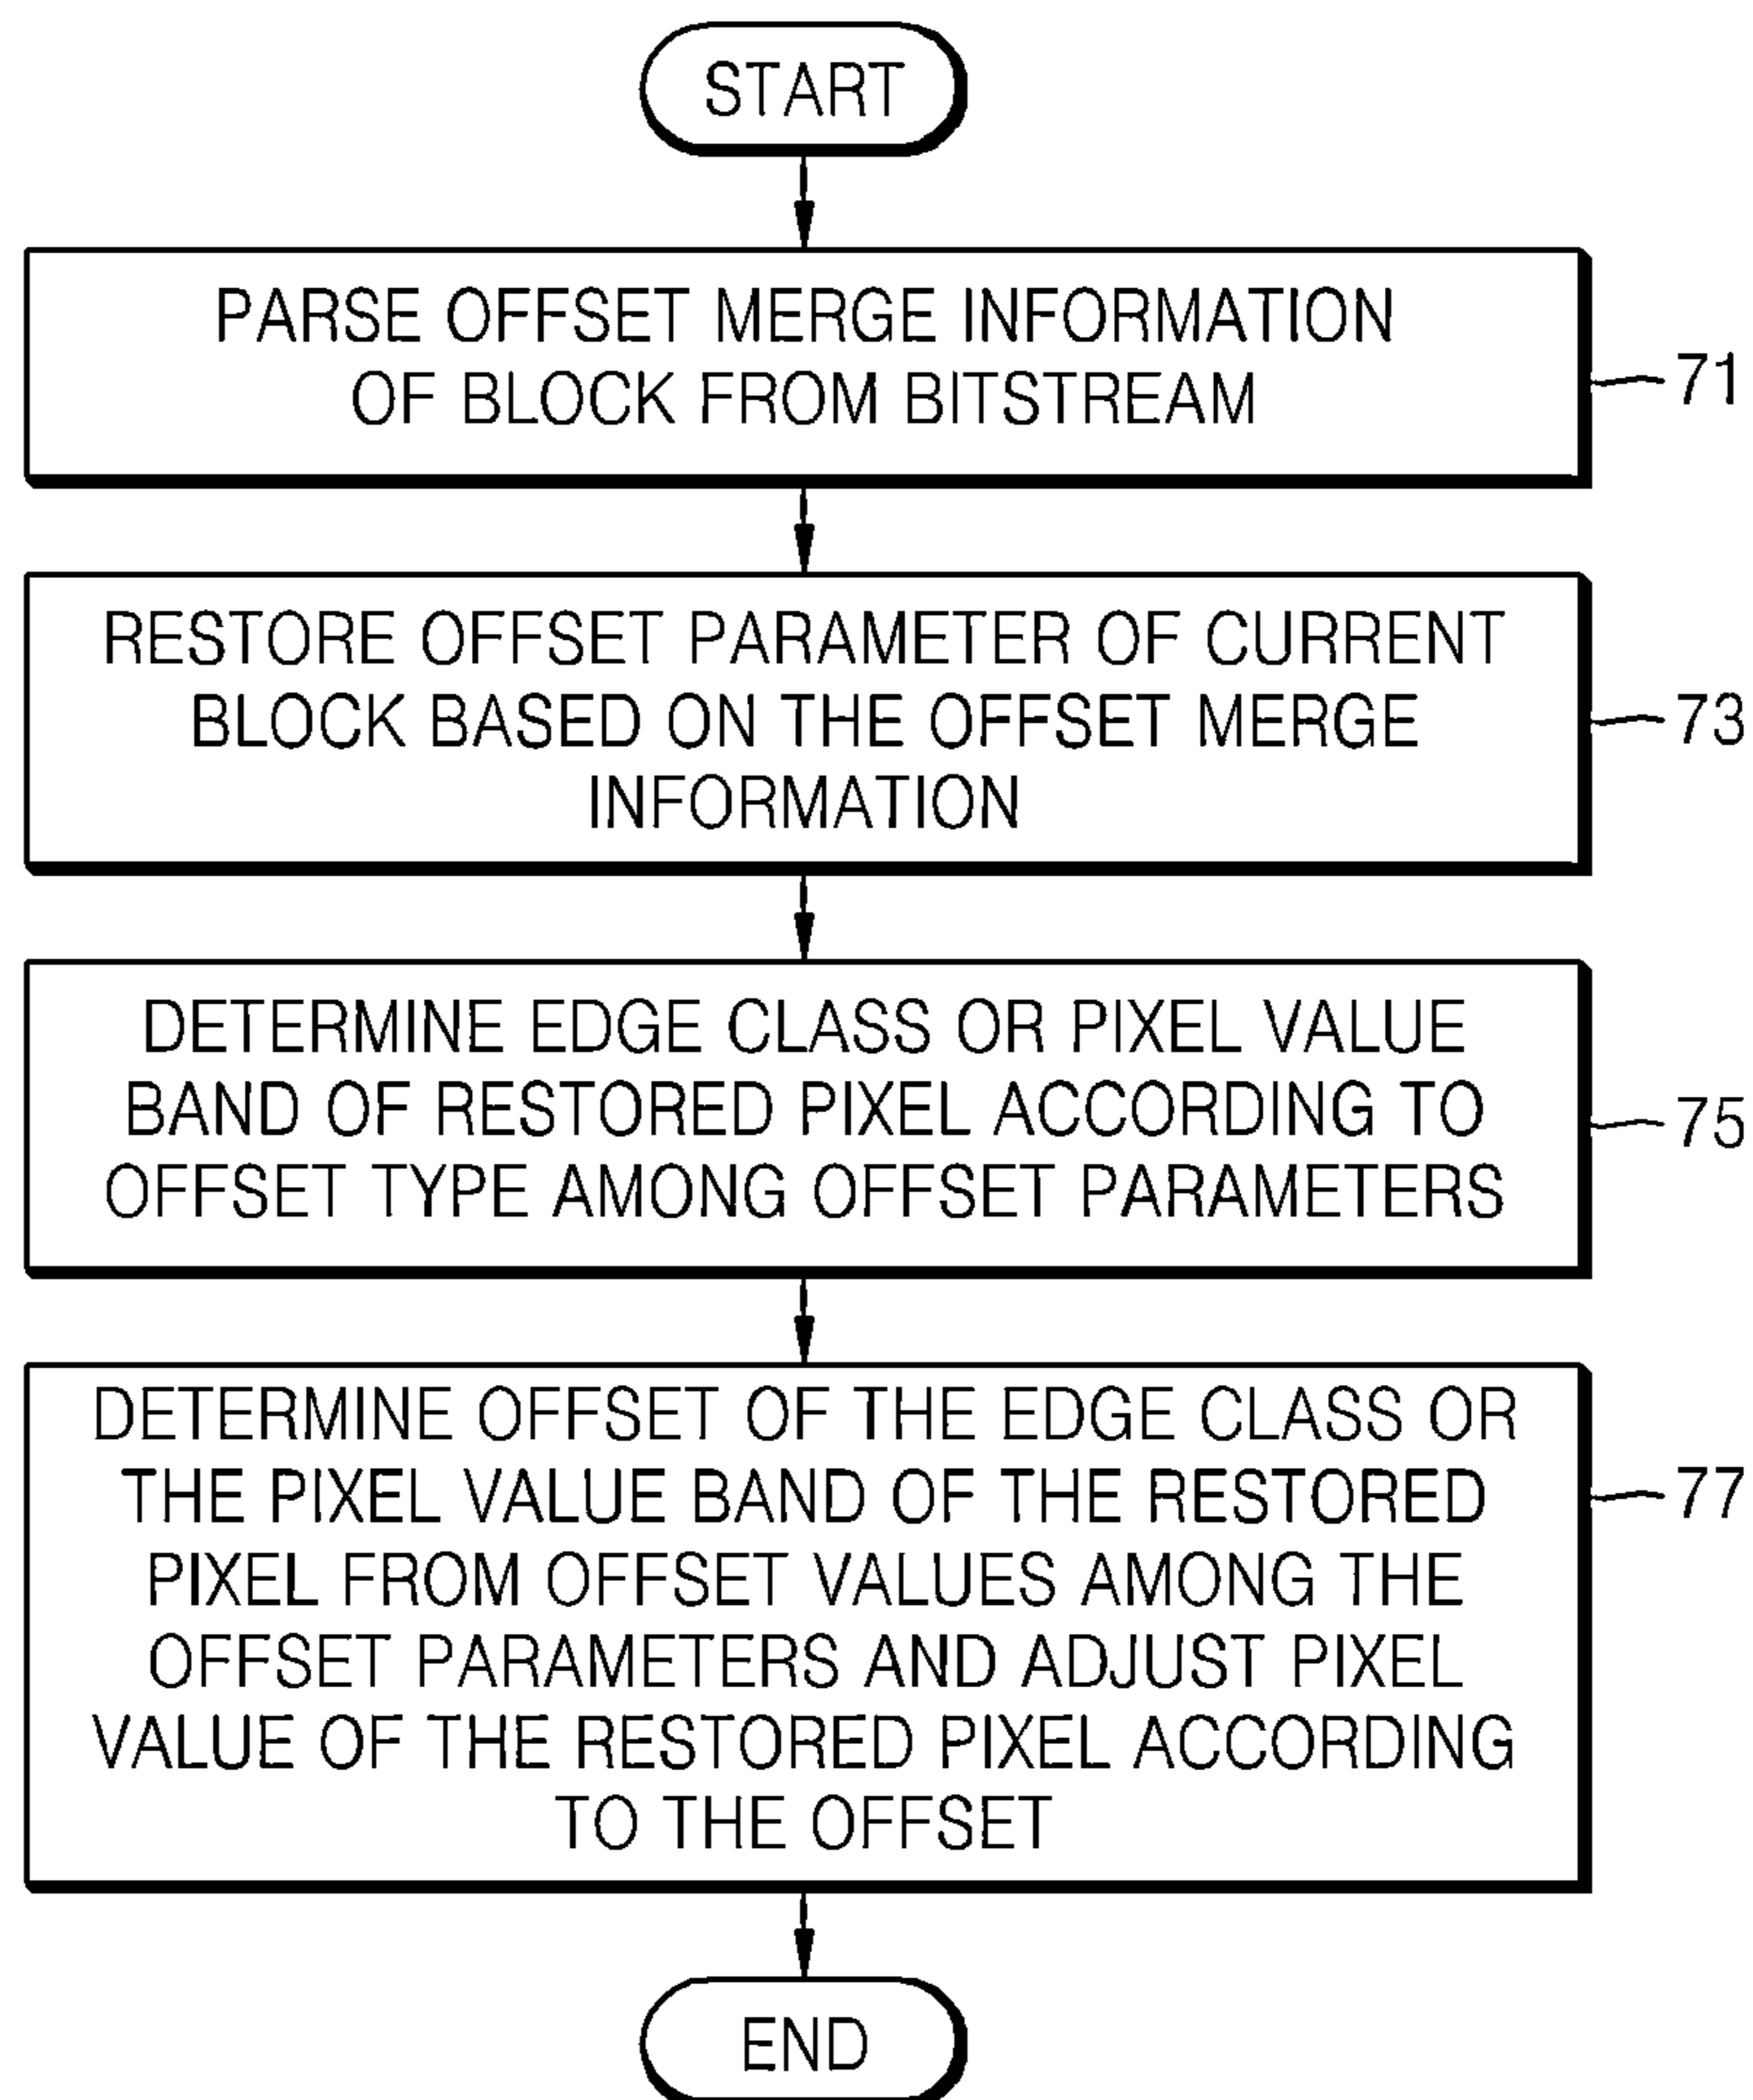 START
PARSE OFFSET MERGE INFORMATION
OF BLOCK FROM BITSTREAM
71
RESTORE OFFSET PARAMETER OF CURRENT
BLOCK BASED ON THE OFFSET MERGE
INFORMATION
73
DETERMINE EDGE CLASS OR PIXEL VALUE
BAND OF RESTORED PIXEL ACCORDING TO
OFFSET TYPE AMONG OFFSET PARAMETERS
75
DETERMINE OFFSET OF THE EDGE CLASS OR
THE PIXEL VALUE BAND OF THE RESTORED
PIXEL FROM OFFSET VALUES AMONG THE
OFFSET PARAMETERS AND ADJUST PIXEL
VALUE OF THE RESTORED PIXEL ACCORDING
TO THE OFFSET
77
END